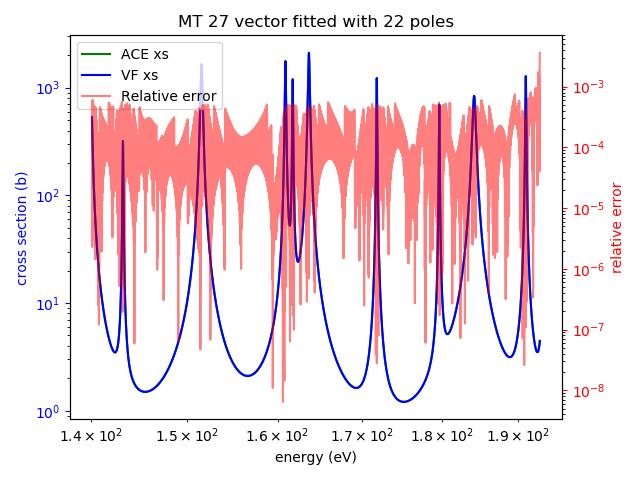 MT 27 vector fitted with 22 poles
ACE xs
VF xs
Relative error
cross section (b)
10³
10²
10¹
10⁰
10⁻³
10⁻⁴
10⁻⁵
10⁻⁶
10⁻⁷
10⁻⁸
relative error
1.4 × 10² 1.5 × 10² 1.6 × 10² 1.7 × 10² 1.8 × 10² 1.9 × 10²
energy (eV)